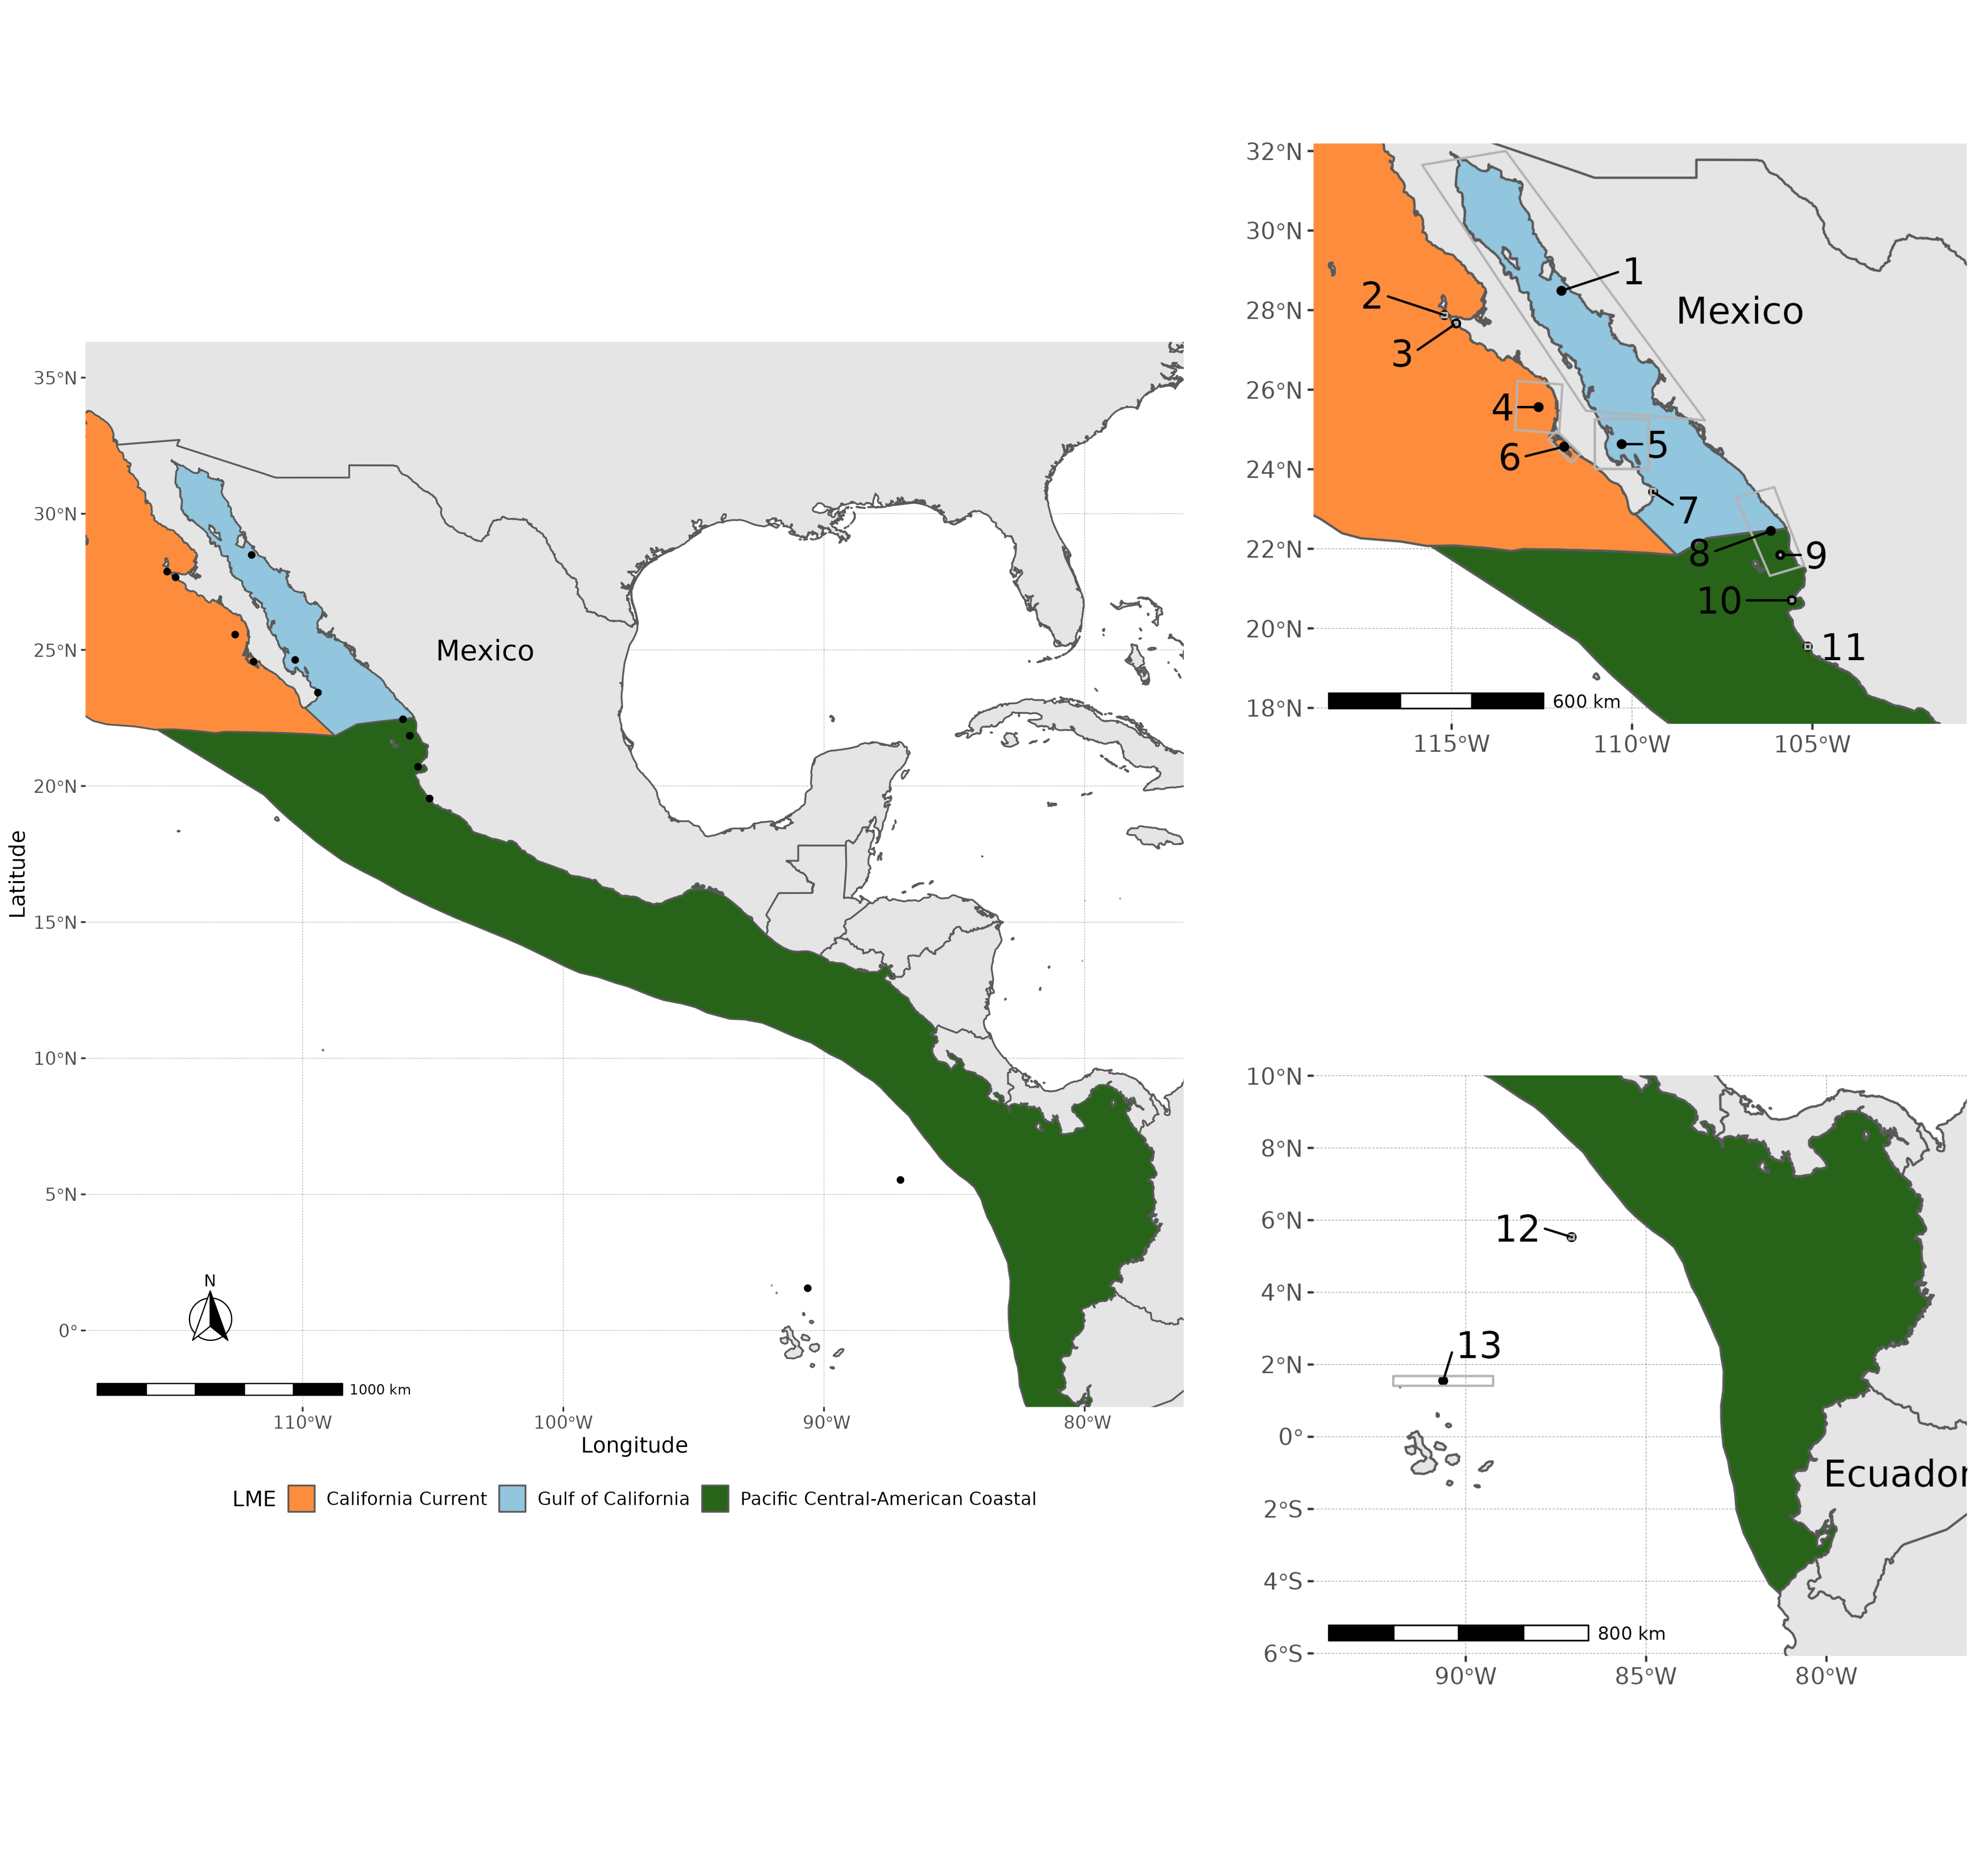 35°N
30°N
25°N
20°N
15°N
10°N
5°N
0°
Latitude
Mexico
N
1000 km
110°W
100°W
90°W
80°W
Longitude
LME California Current Gulf of California Pacific Central-American Coastal
32°N
30°N
28°N
26°N
24°N
22°N
20°N
18°N
1
Mexico
2
3
4
5
6
7
8
9
10
11
600 km
115°W
110°W
105°W
10°N
8°N
6°N
4°N
2°N
0°
2°S
4°S
6°S
12
13
Ecuador
800 km
90°W
85°W
80°W